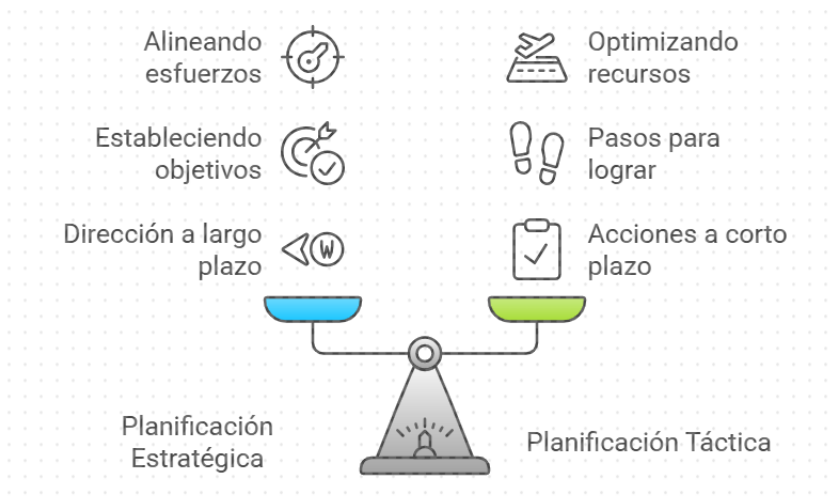 Alineando
esfuerzos
Optimizando
recursos
Estableciendo
objetivos
Pasos para
lograr
Dirección a largo
plazo
W
Acciones a corto
plazo
Planificación
Estratégica
Planificación Táctica